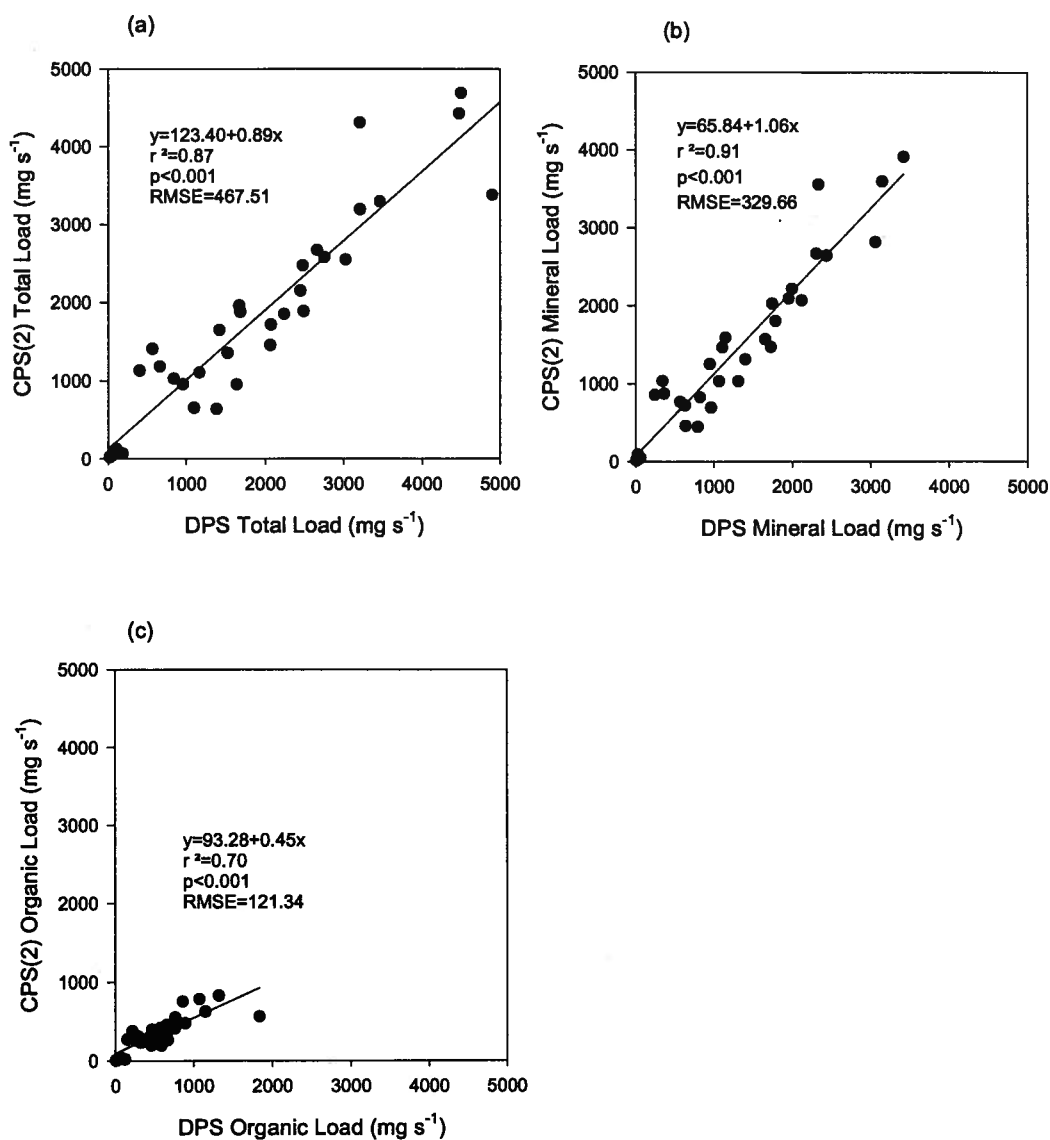 (a)
5000
4000
3000
2000
1000
0
CPS(2) Total Load (mg s⁻¹)
y=123.40+0.89x
r ²=0.87
p<0.001
RMSE=467.51
0 1000 2000 3000 4000 5000
DPS Total Load (mg s⁻¹)
(b)
5000
4000
3000
2000
1000
0
CPS(2) Mineral Load (mg s⁻¹)
y=65.84+1.06x
r ²=0.91
p<0.001
RMSE=329.66
0 1000 2000 3000 4000 5000
DPS Mineral Load (mg s⁻¹)
(c)
5000
4000
3000
2000
1000
0
CPS(2) Organic Load (mg s⁻¹)
y=93.28+0.45x
r ²=0.70
p<0.001
RMSE=121.34
0 1000 2000 3000 4000 5000
DPS Organic Load (mg s⁻¹)